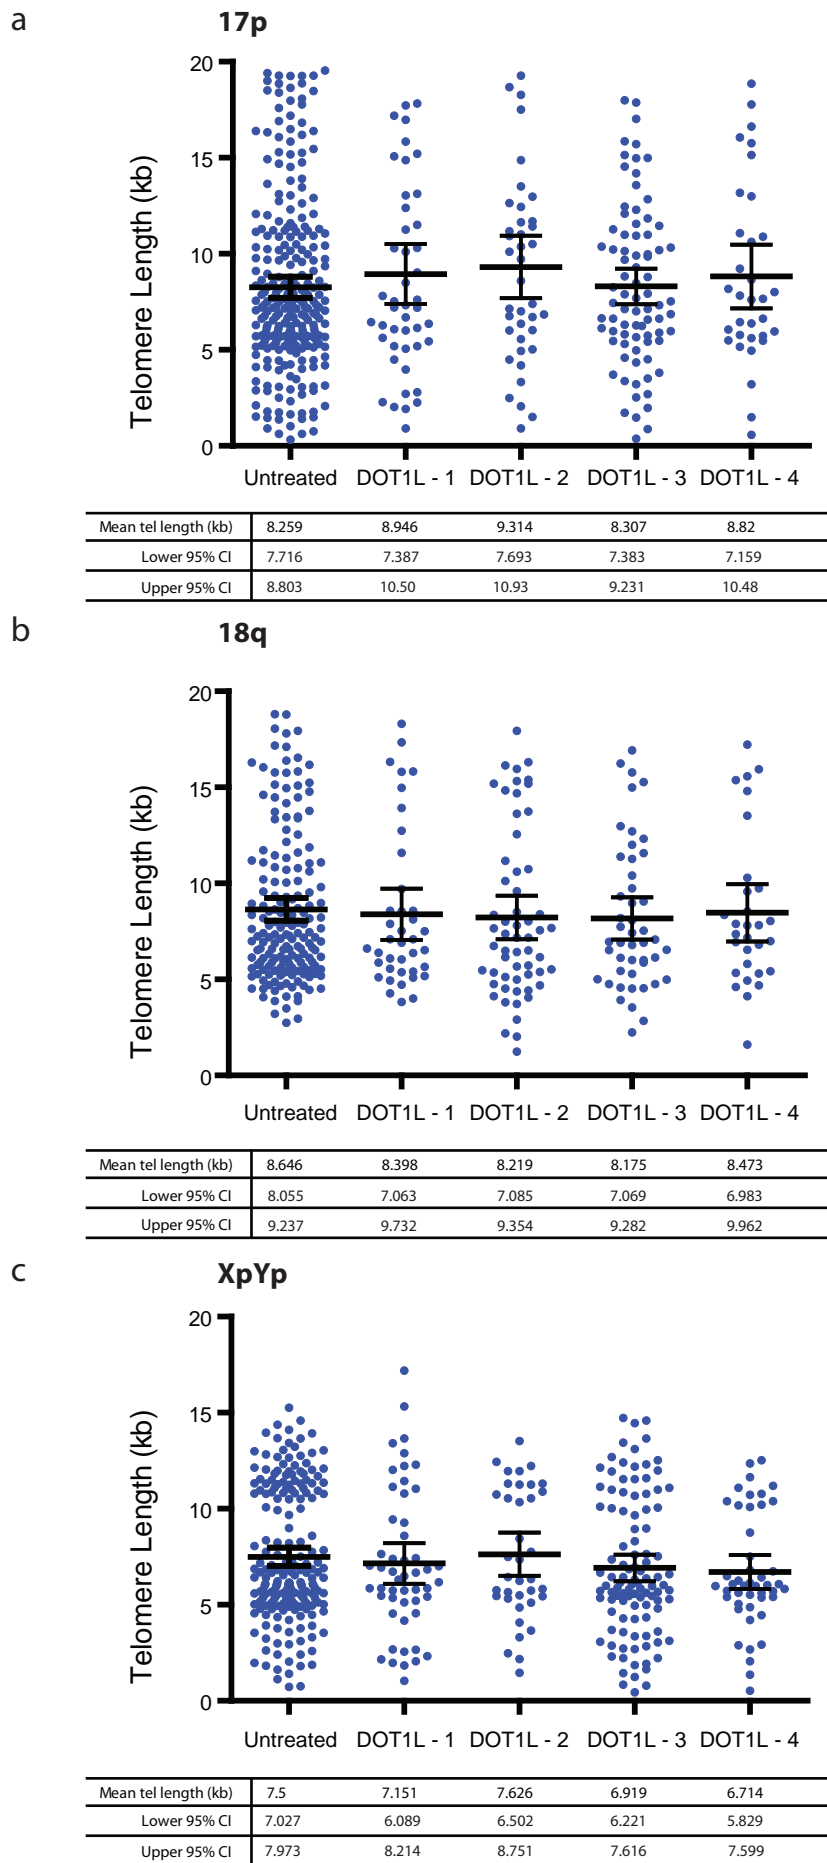 a
17p
Telomere Length (kb)
20
15
10
5
0
Untreated DOT1L - 1 DOT1L - 2 DOT1L - 3 DOT1L - 4
Mean tel length (kb) 8.259 8.946 9.314 8.307 8.82
Lower 95% CI 7.716 7.387 7.693 7.383 7.159
Upper 95% CI 8.803 10.50 10.93 9.231 10.48
b
18q
Telomere Length (kb)
20
15
10
5
0
Untreated DOT1L - 1 DOT1L - 2 DOT1L - 3 DOT1L - 4
Mean tel length (kb) 8.646 8.398 8.219 8.175 8.473
Lower 95% CI 8.055 7.063 7.085 7.069 6.983
Upper 95% CI 9.237 9.732 9.354 9.282 9.962
c
XpYp
Telomere Length (kb)
20
15
10
5
0
Untreated DOT1L - 1 DOT1L - 2 DOT1L - 3 DOT1L - 4
Mean tel length (kb) 7.5 7.151 7.626 6.919 6.714
Lower 95% CI 7.027 6.089 6.502 6.221 5.829
Upper 95% CI 7.973 8.214 8.751 7.616 7.599